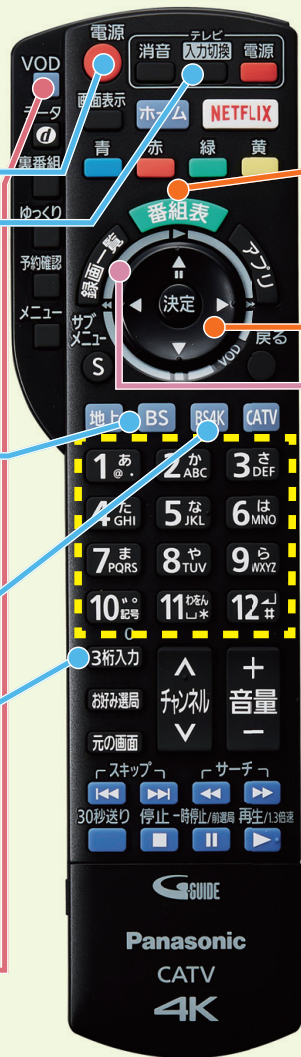 電源
テレビ
VOD
消音
入力切換
電源
データ
d
画面表示
ホーム
NETFLIX
裏番組
青
赤
緑
黄
ゆっくり
番組表
録画一覧
アプリ
予約確認
決定
メニュー
サブ
メニュー
S
VOD
戻る
地上
BS
BS4K
CATV
1 あ @.
2 か ABC
3 さ DEF
4 た GHI
5 な JKL
6 は MNO
7 ま PQRS
8 や TUV
9 ら WXYZ
10 ゛゜ 記号
0
11 わをん ␣*
12 #
3桁入力
お好み選局
元の画面
チャンネル
+
音量
−
スキップ
サーチ
30秒送り
停止
一時停止/前選局
再生/1.3倍速
G-GUIDE
Panasonic
CATV
4K